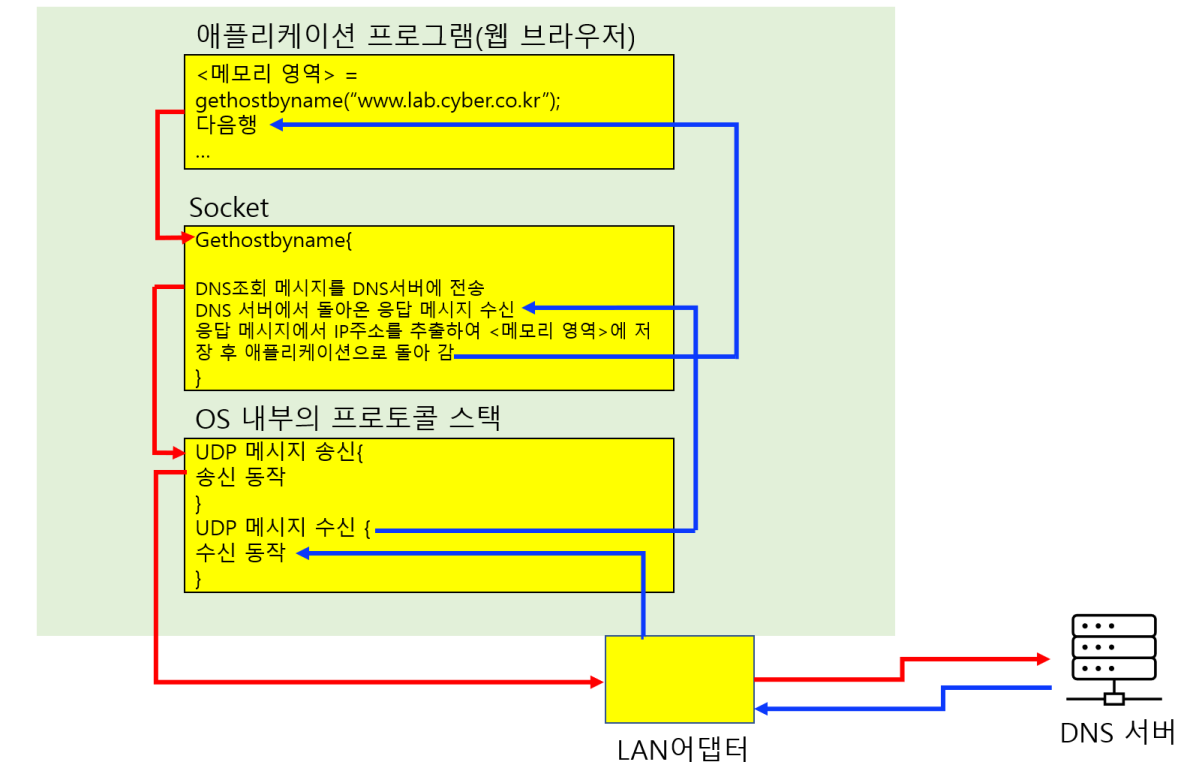 애플리케이션 프로그램(웹 브라우저)
<메모리 영역> =
gethostbyname(“www.lab.cyber.co.kr”);
다음행
...
Socket
Gethostbyname{
DNS조회 메시지를 DNS서버에 전송
DNS 서버에서 돌아온 응답 메시지 수신
응답 메시지에서 IP주소를 추출하여 <메모리 영역>에 저
장 후 애플리케이션으로 돌아 감
}
OS 내부의 프로토콜 스택
UDP 메시지 송신{
송신 동작
}
UDP 메시지 수신 {
수신 동작
}
LAN어댑터
DNS 서버